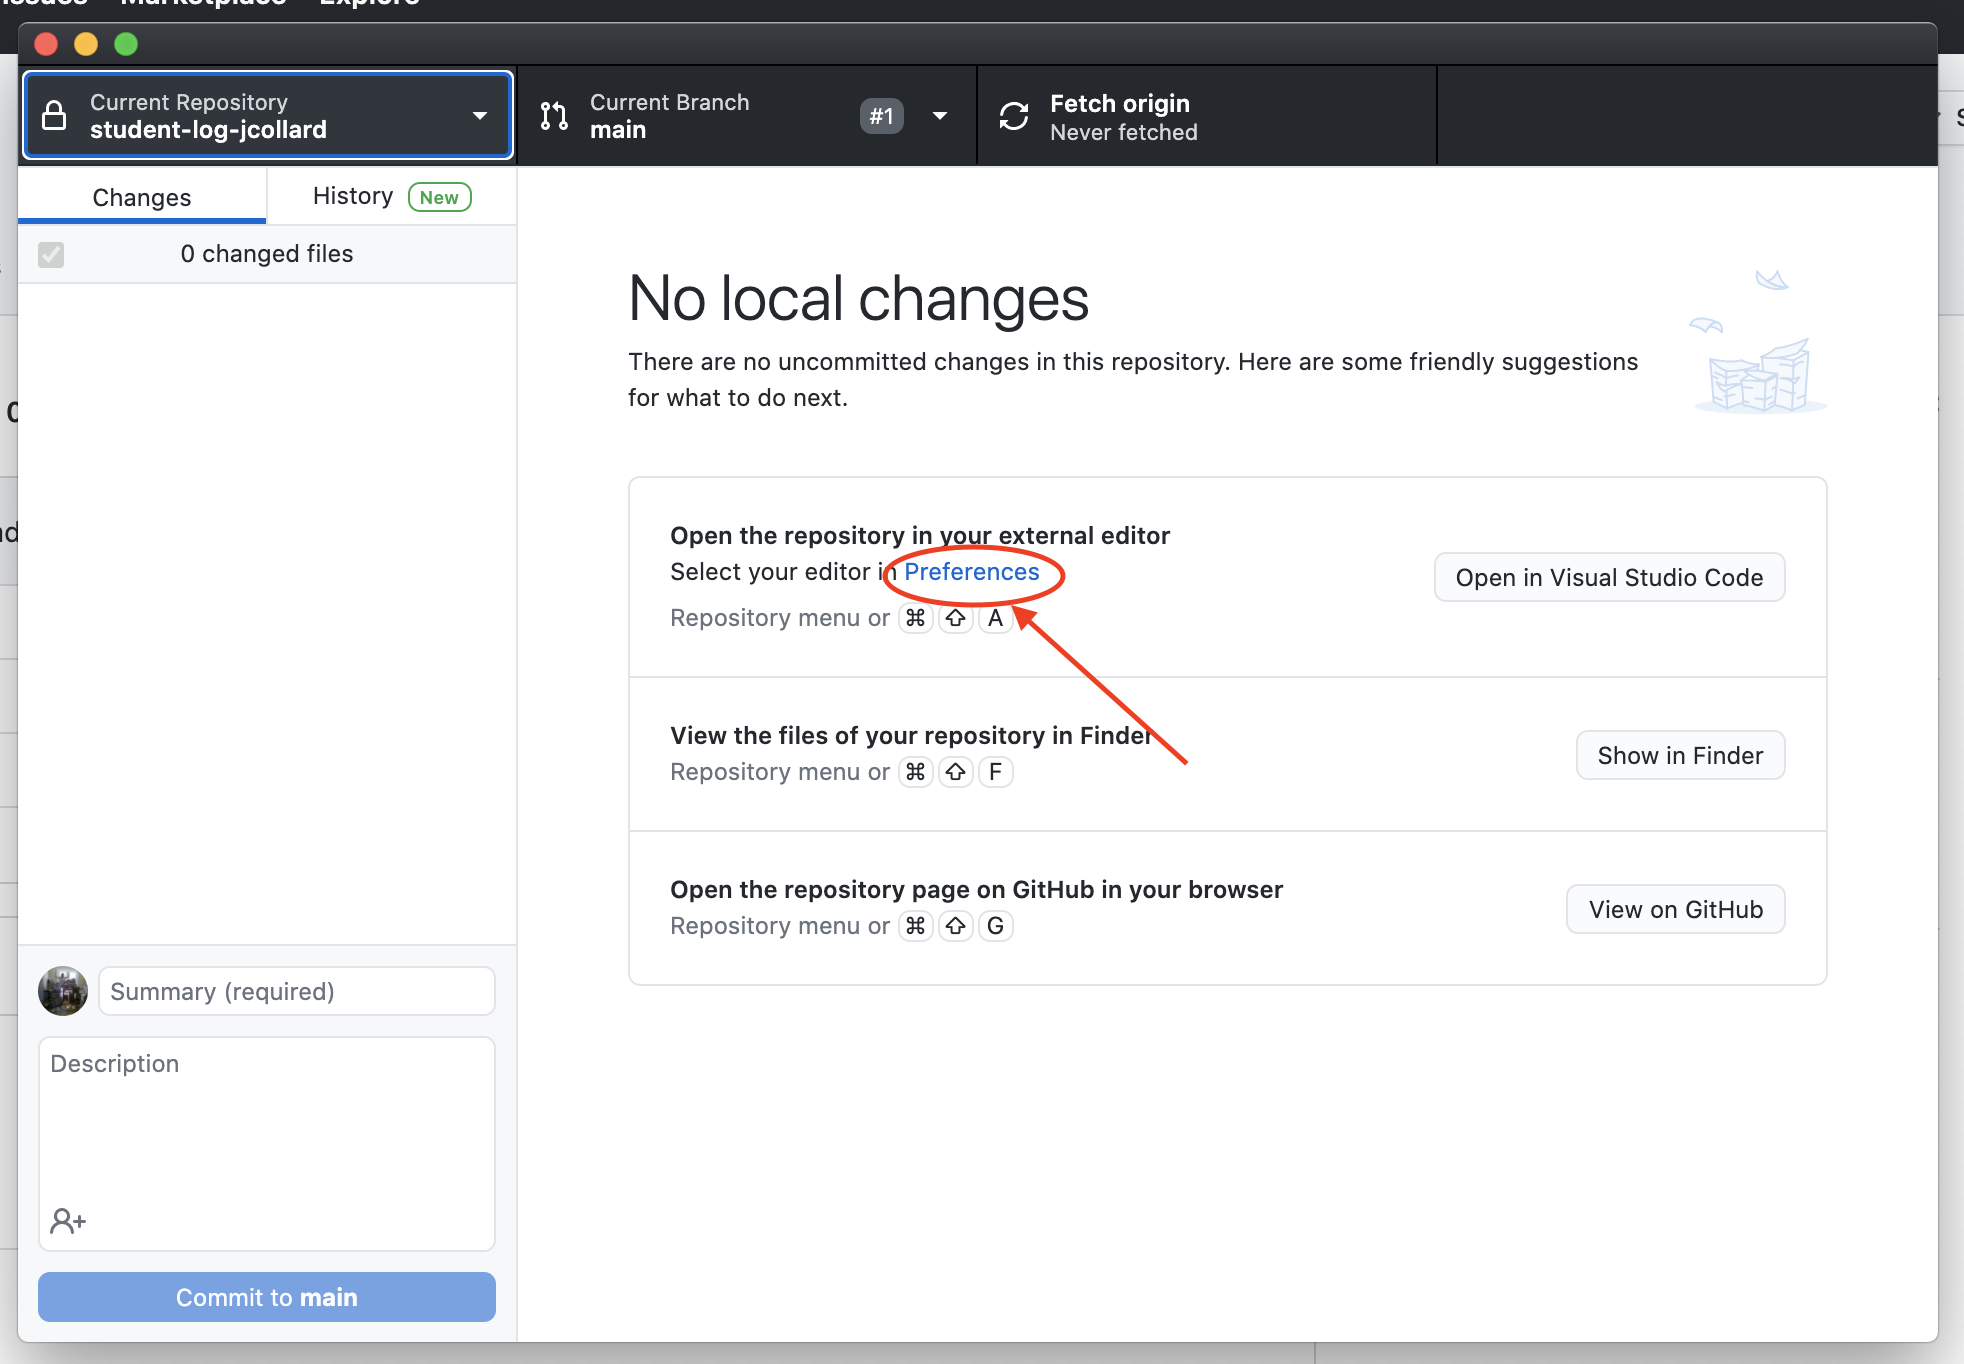 Marketplace Explore
Current Repository
student-log-jcollard
Current Branch
main
#1
Fetch origin
Never fetched
Changes
History New
0 changed files
No local changes
There are no uncommitted changes in this repository. Here are some friendly suggestions
for what to do next.
Open the repository in your external editor
Select your editor in Preferences
Repository menu or ⌘ ⇧ A
Open in Visual Studio Code
View the files of your repository in Finder
Repository menu or ⌘ ⇧ F
Show in Finder
Open the repository page on GitHub in your browser
Repository menu or ⌘ ⇧ G
View on GitHub
Summary (required)
Description
Commit to main